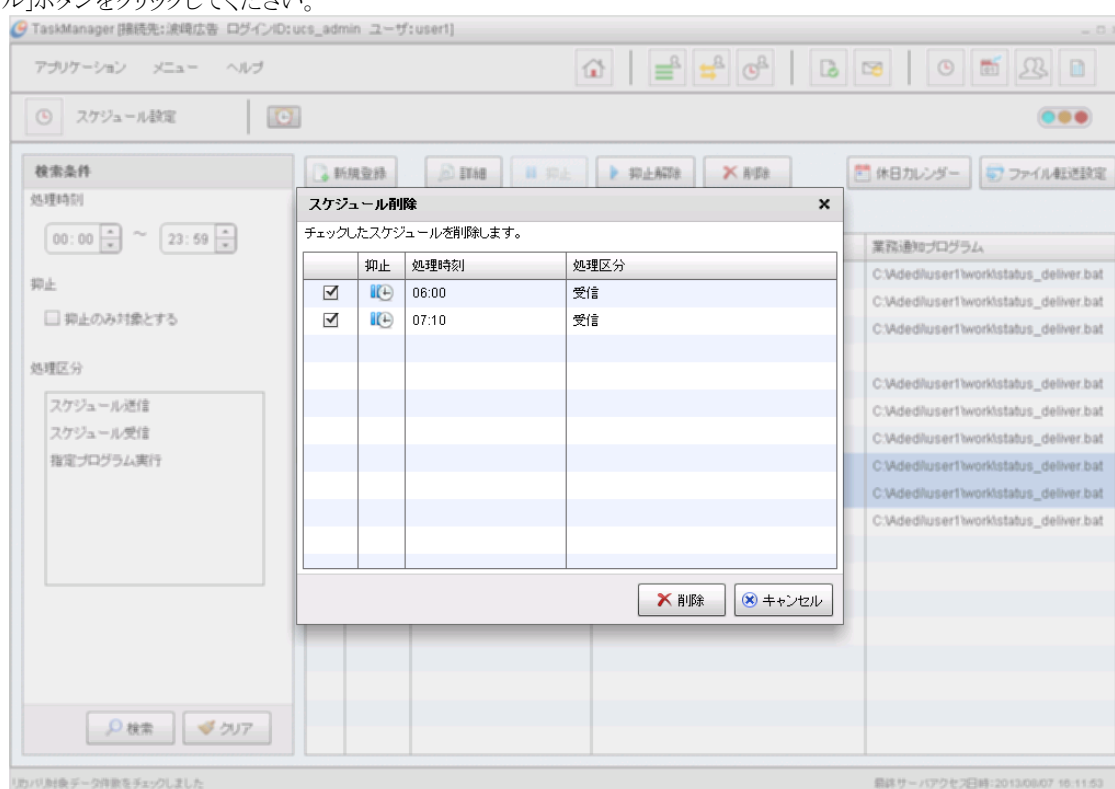 ル]ボタンをクリックしてください。
TaskManager [接続先:波崎広告 ログインID:ucs_admin ユーザ:user1]
アプリケーション メニュー ヘルプ
スケジュール設定
検索条件
新規登録 詳細 抑止 抑止解除 削除 休日カレンダー ファイル転送設定
処理時刻
00:00 ~ 23:59
抑止
抑止のみ対象とする
処理区分
スケジュール送信
スケジュール受信
指定プログラム実行
検索 クリア
スケジュール削除
チェックしたスケジュールを削除します。
抑止 処理時刻 処理区分
06:00 受信
07:10 受信
削除 キャンセル
業務通知プログラム
C:\Adedi\user1\work\status_deliver.bat
C:\Adedi\user1\work\status_deliver.bat
C:\Adedi\user1\work\status_deliver.bat
C:\Adedi\user1\work\status_deliver.bat
C:\Adedi\user1\work\status_deliver.bat
C:\Adedi\user1\work\status_deliver.bat
C:\Adedi\user1\work\status_deliver.bat
C:\Adedi\user1\work\status_deliver.bat
C:\Adedi\user1\work\status_deliver.bat
リカバリ対象データ件数をチェックしました
最終サーバアクセス日時:2013/08/07 16:11:53